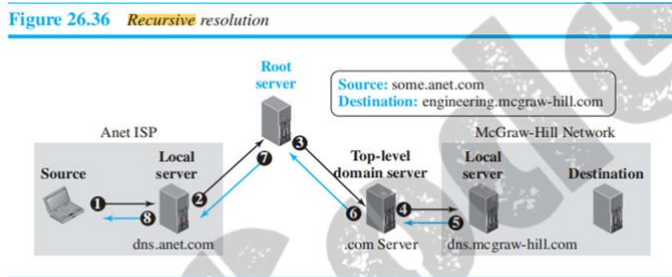 Figure 26.36 Recursive resolution
Root
server
Source: some.anet.com
Destination: engineering.mcgraw-hill.com
Anet ISP
McGraw-Hill Network
Source
Local
server
Top-level
domain server
Local
server
Destination
1
8
2
7
3
6
4
5
dns.anet.com
.com Server
dns.mcgraw-hill.com